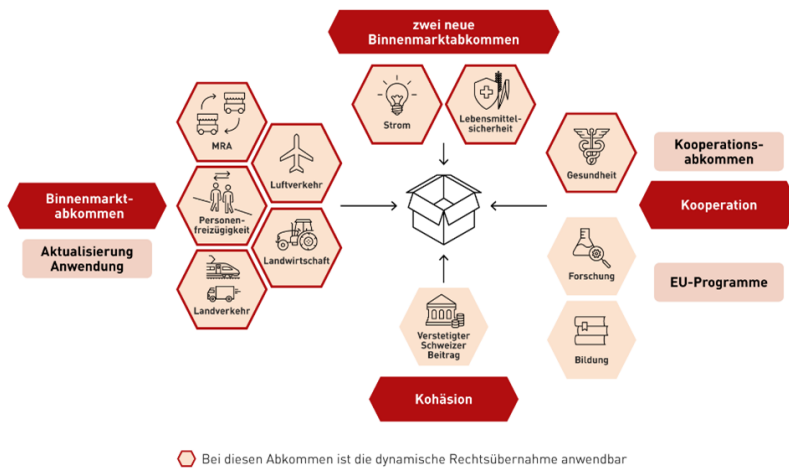 zwei neue
Binnenmarktabkommen
Strom
Lebensmittel-
sicherheit
MRA
Luftverkehr
Personen-
freizügigkeit
Landwirtschaft
Landverkehr
Binnenmarkt-
abkommen
Aktualisierung
Anwendung
Gesundheit
Kooperations-
abkommen
Kooperation
Forschung
EU-Programme
Bildung
Verstetigter
Schweizer
Beitrag
Kohäsion
Bei diesen Abkommen ist die dynamische Rechtsübernahme anwendbar